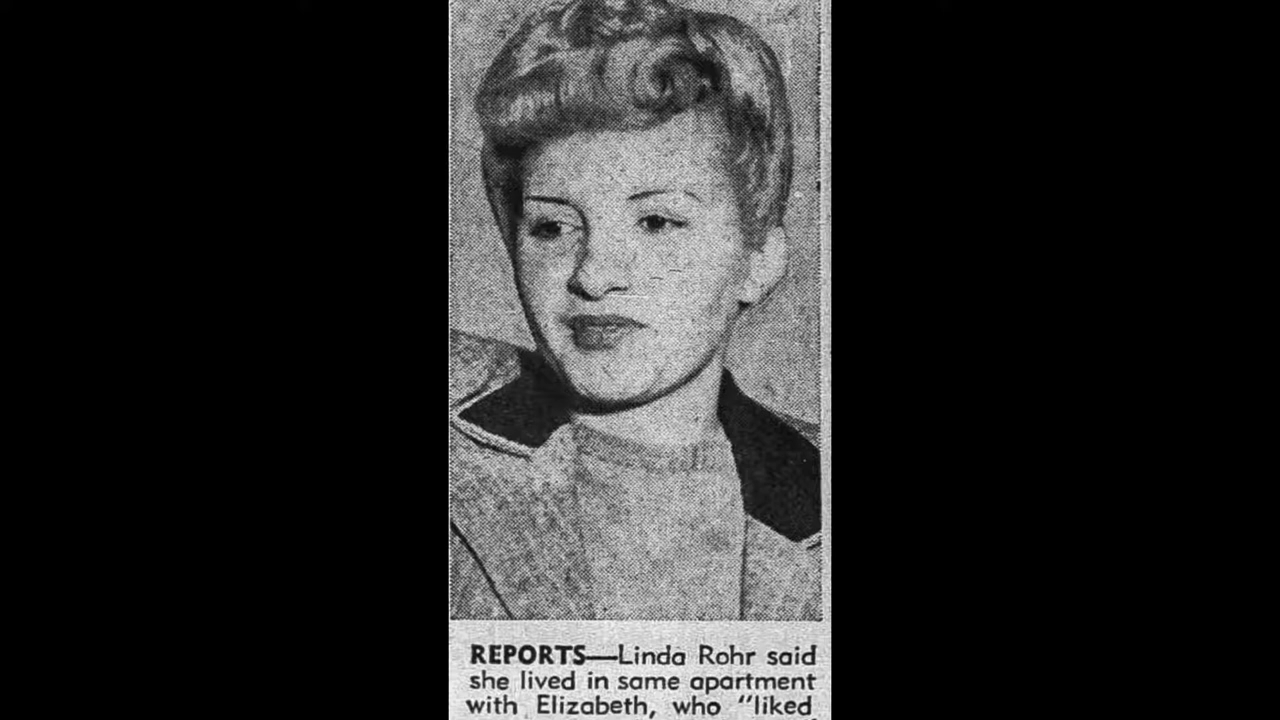 REPORTS—Linda Rohr said
she lived in same apartment
with Elizabeth, who “liked